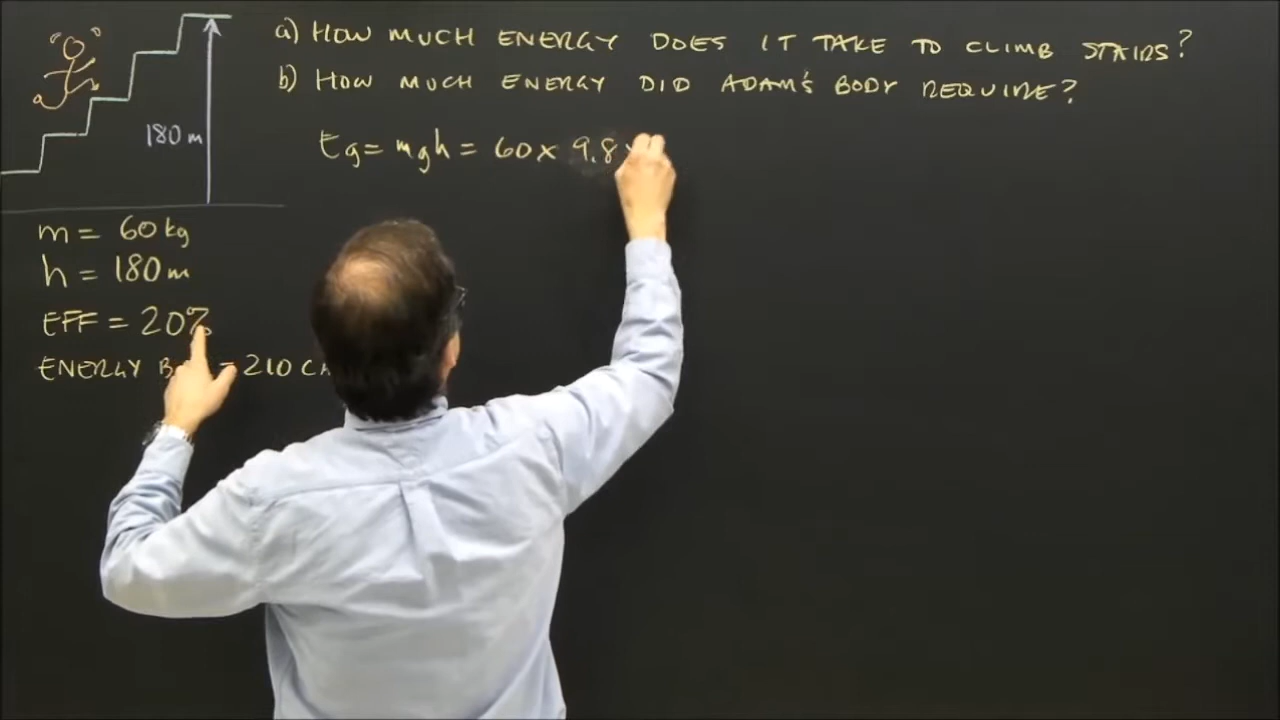 a) HOW MUCH ENERGY DOES IT TAKE TO CLIMB STAIRS?
b) HOW MUCH ENERGY DID ADAM'S BODY REQUIRE?
180 m
Eg = mgh = 60 x 9.8
m = 60 kg
h = 180 m
EFF = 20%
ENERGY = 210